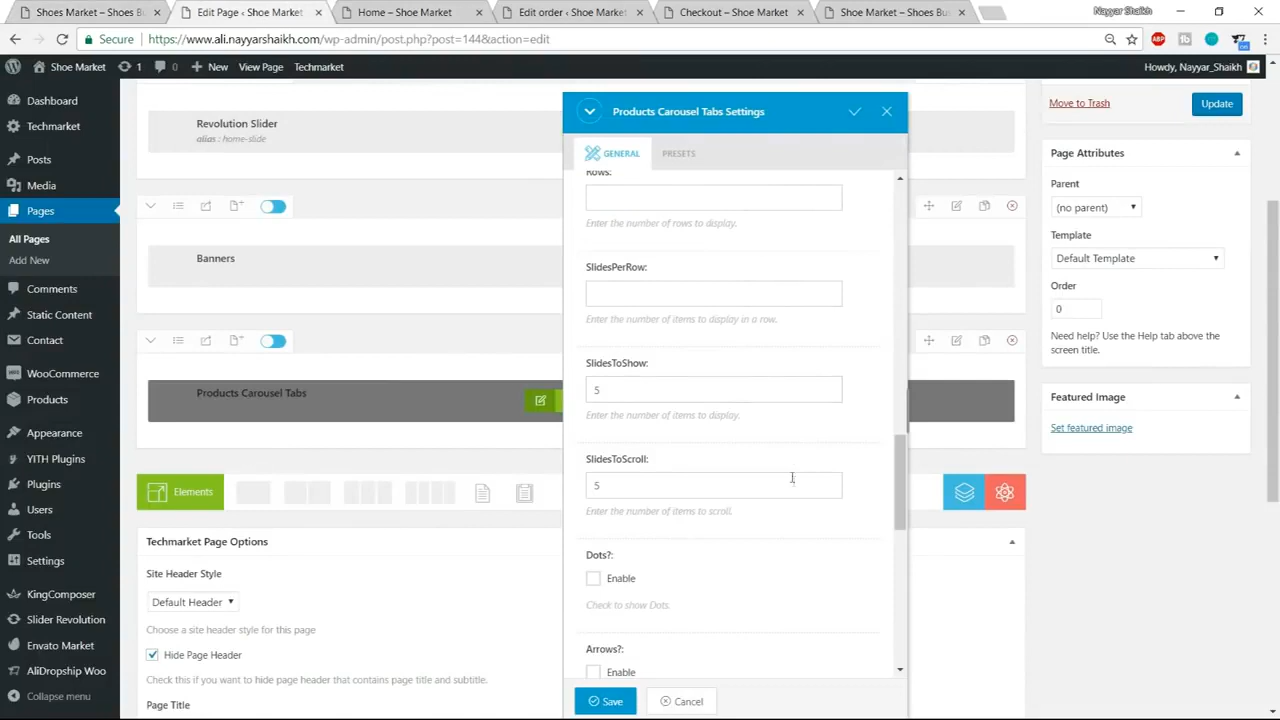 Shoes Market – Shoes B
Edit Page ‹ Shoe Market
Home – Shoe Market
Edit order ‹ Shoe Market
Checkout – Shoe Market
Shoe Market – Shoes Bu
Nayyar Shaikh
Secure
https://www.ali.nayyarshaikh.com/wp-admin/post.php?post=144&action=edit
Shoe Market
1
0
New
View Page
Techmarket
Howdy, Nayyar_Shaikh
Dashboard
Techmarket
Posts
Media
Pages
All Pages
Add New
Comments
Static Content
Contact
WooCommerce
Products
Appearance
YITH Plugins
Plugins
Users
Tools
Settings
KingComposer
Slider Revolution
Envato Market
AliDropship Woo
Collapse menu
Revolution Slider
alias : home-slide
Banners
Products Carousel Tabs
Elements
Techmarket Page Options
Site Header Style
Default Header
Choose a site header style for this page
Hide Page Header
Check this if you want to hide page header that contains page title and subtitle.
Page Title
Products Carousel Tabs Settings
GENERAL
PRESETS
Rows:
Enter the number of rows to display.
SlidesPerRow:
Enter the number of items to display in a row.
SlidesToShow:
5
Enter the number of items to display.
SlidesToScroll:
5
Enter the number of items to scroll.
Dots?:
Enable
Check to show Dots.
Arrows?:
Enable
Save
Cancel
Move to Trash
Update
Page Attributes
Parent
(no parent)
Template
Default Template
Order
0
Need help? Use the Help tab above the
screen title.
Featured Image
Set featured image